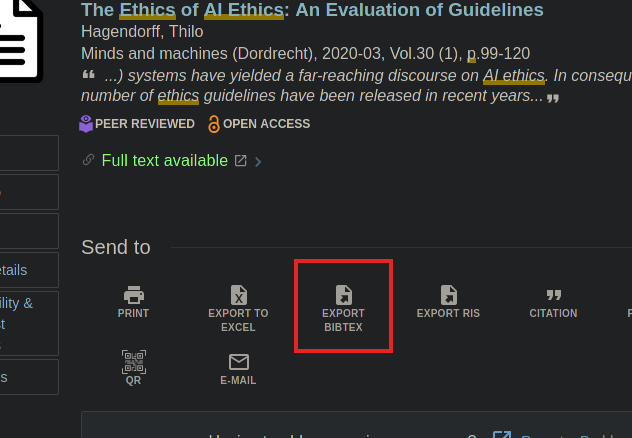 The Ethics of AI Ethics: An Evaluation of Guidelines
Hagendorff, Thilo
Minds and machines (Dordrecht), 2020-03, Vol.30 (1), p.99-120
“ ...) systems have yielded a far-reaching discourse on AI ethics. In consequ
number of ethics guidelines have been released in recent years... ”
PEER REVIEWED OPEN ACCESS
Full text available
Send to
etails
ility &
st
s
PRINT
EXPORT TO
EXCEL
EXPORT
BIBTEX
EXPORT RIS
CITATION
QR
E-MAIL